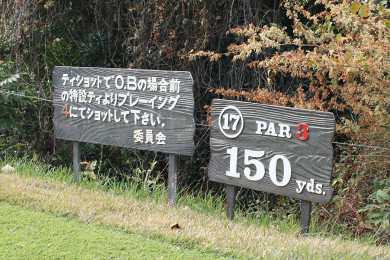 ティショットでO.Bの場合前
の特設ティよりプレーイング
4にてショットして下さい。
委員会
17 PAR 3
150 yds.